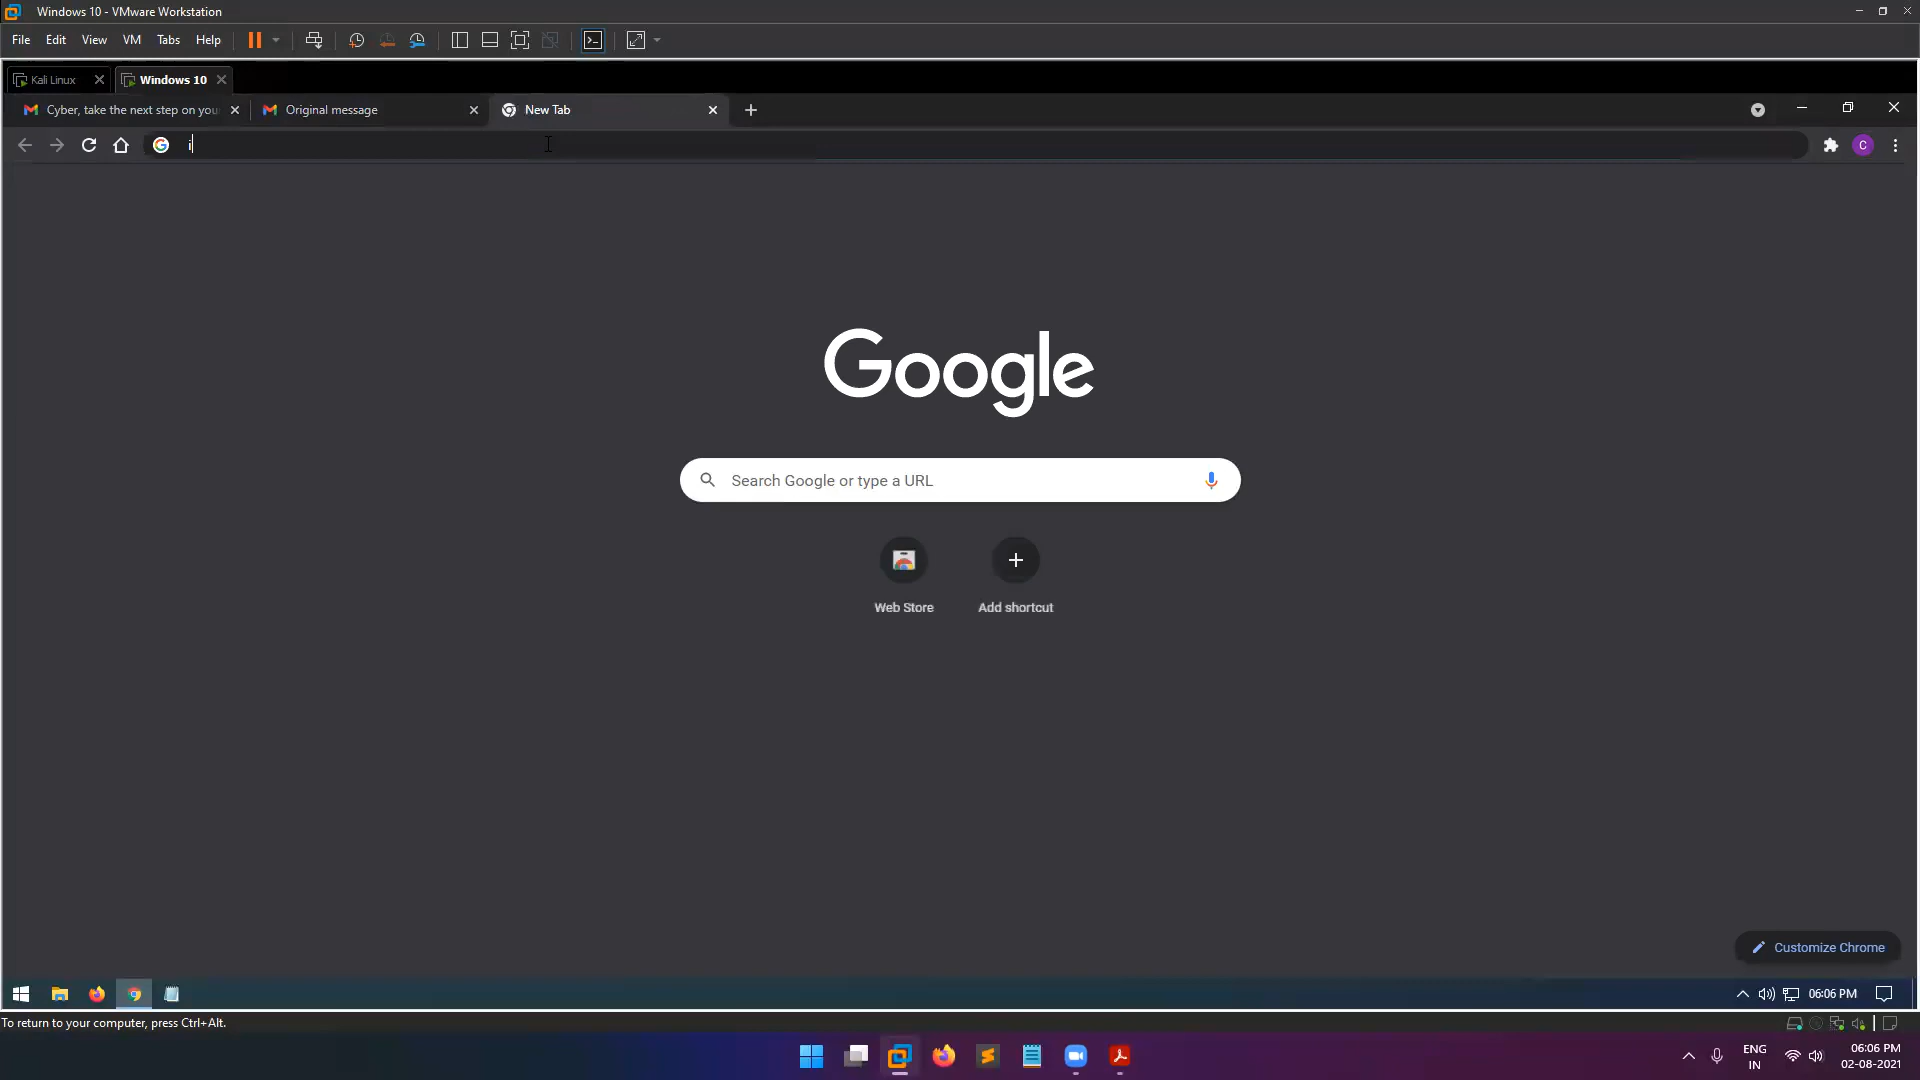 Windows 10 - VMware Workstation
File Edit View VM Tabs Help
Kali Linux Windows 10
Cyber, take the next step on you Original message New Tab
i
Google
Search Google or type a URL
Web Store Add shortcut
Customize Chrome
06:06 PM
To return to your computer, press Ctrl+Alt.
ENG
IN
06:06 PM
02-08-2021